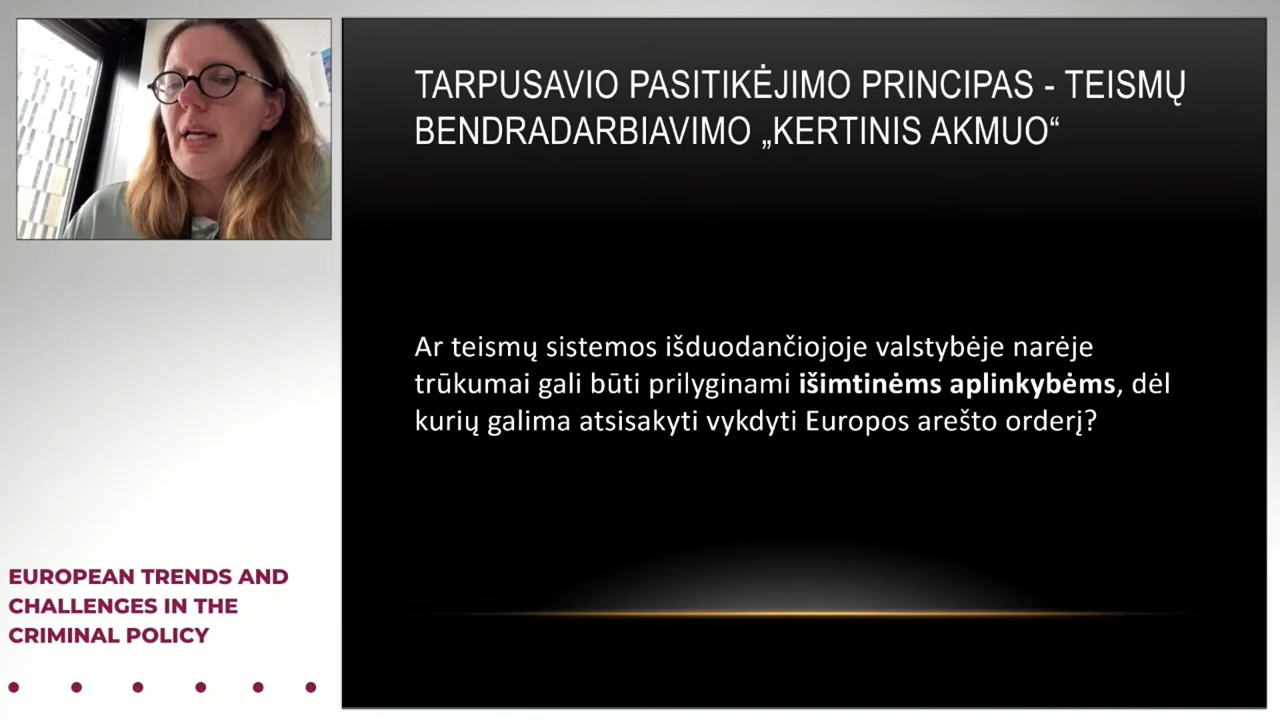 TARPUSAVIO PASITIKĖJIMO PRINCIPAS - TEISMŲ
BENDRADARBIAVIMO „KERTINIS AKMUO“
Ar teismų sistemos išduodančiojoje valstybėje narėje
trūkumai gali būti prilyginami išimtinėms aplinkybėms, dėl
kurių galima atsisakyti vykdyti Europos arešto orderį?
EUROPEAN TRENDS AND
CHALLENGES IN THE
CRIMINAL POLICY